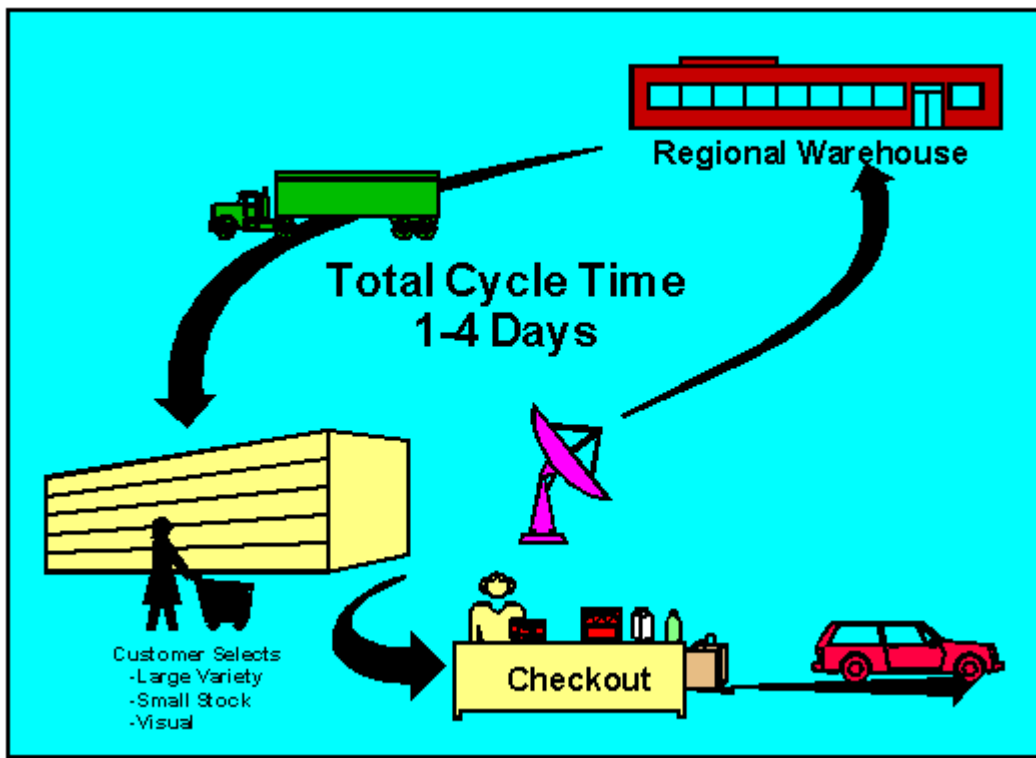 Regional Warehouse
Total Cycle Time
1-4 Days
Customer Selects
-Large Variety
-Small Stock
-Visual
Checkout